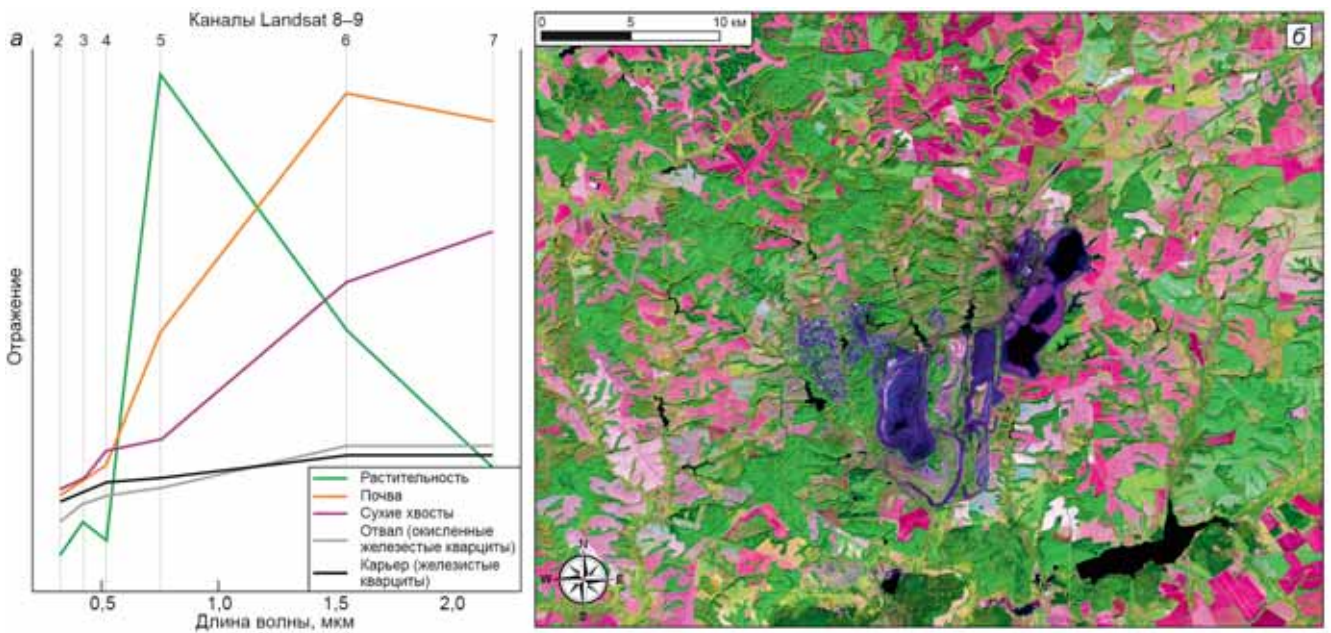 Каналы Landsat 8–9
а
2 3 4 5 6 7
Отражение
Растительность
Почва
Сухие хвосты
Отвал (окисленные
железестые кварциты)
Карьер (железистые
кварциты)
0,5 1,0 1,5 2,0
Длина волны, мкм
0 5 10 км
б
N
W E
S